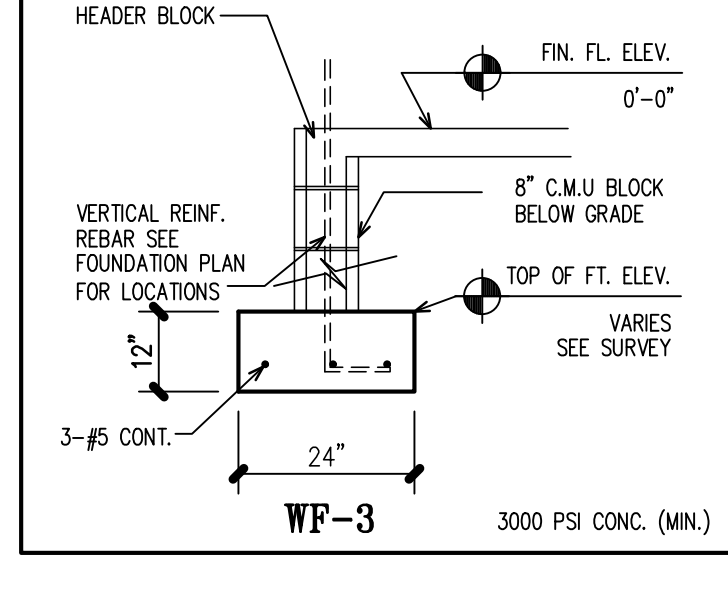 HEADER BLOCK
FIN. FL. ELEV.
0'-0"
8" C.M.U BLOCK
BELOW GRADE
VERTICAL REINF.
REBAR SEE
FOUNDATION PLAN
FOR LOCATIONS
TOP OF FT. ELEV.
VARIES
SEE SURVEY
12"
3-#5 CONT.
24"
WF-3
3000 PSI CONC. (MIN.)